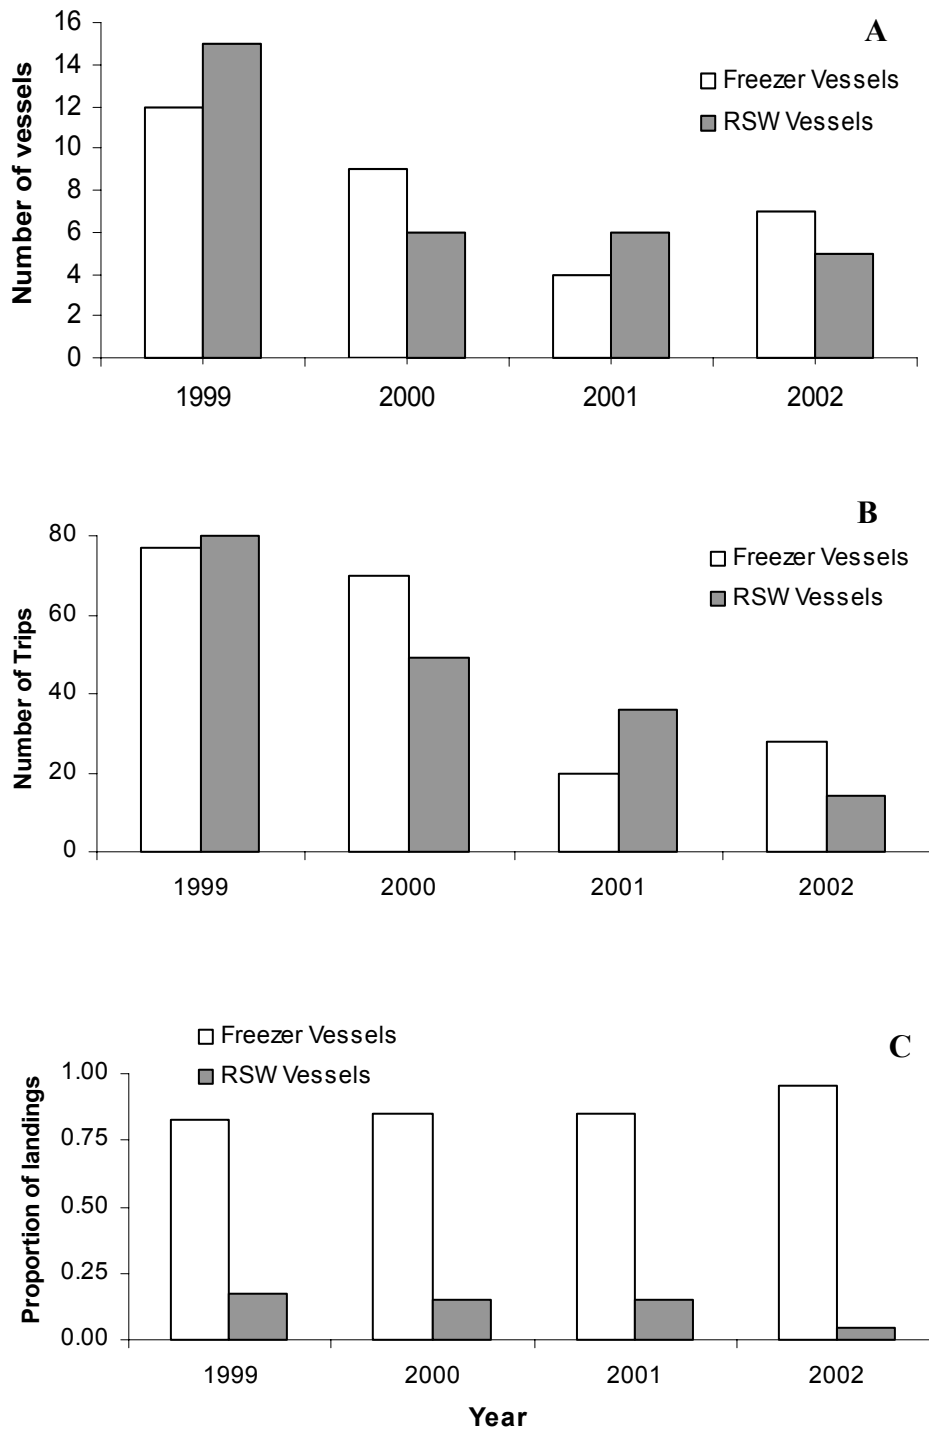 A
Freezer Vessels
RSW Vessels
Number of vessels
16
14
12
10
8
6
4
2
0
1999 2000 2001 2002
B
Freezer Vessels
RSW Vessels
Number of Trips
80
60
40
20
0
1999 2000 2001 2002
C
Freezer Vessels
RSW Vessels
Proportion of landings
1.00
0.75
0.50
0.25
0.00
1999 2000 2001 2002
Year